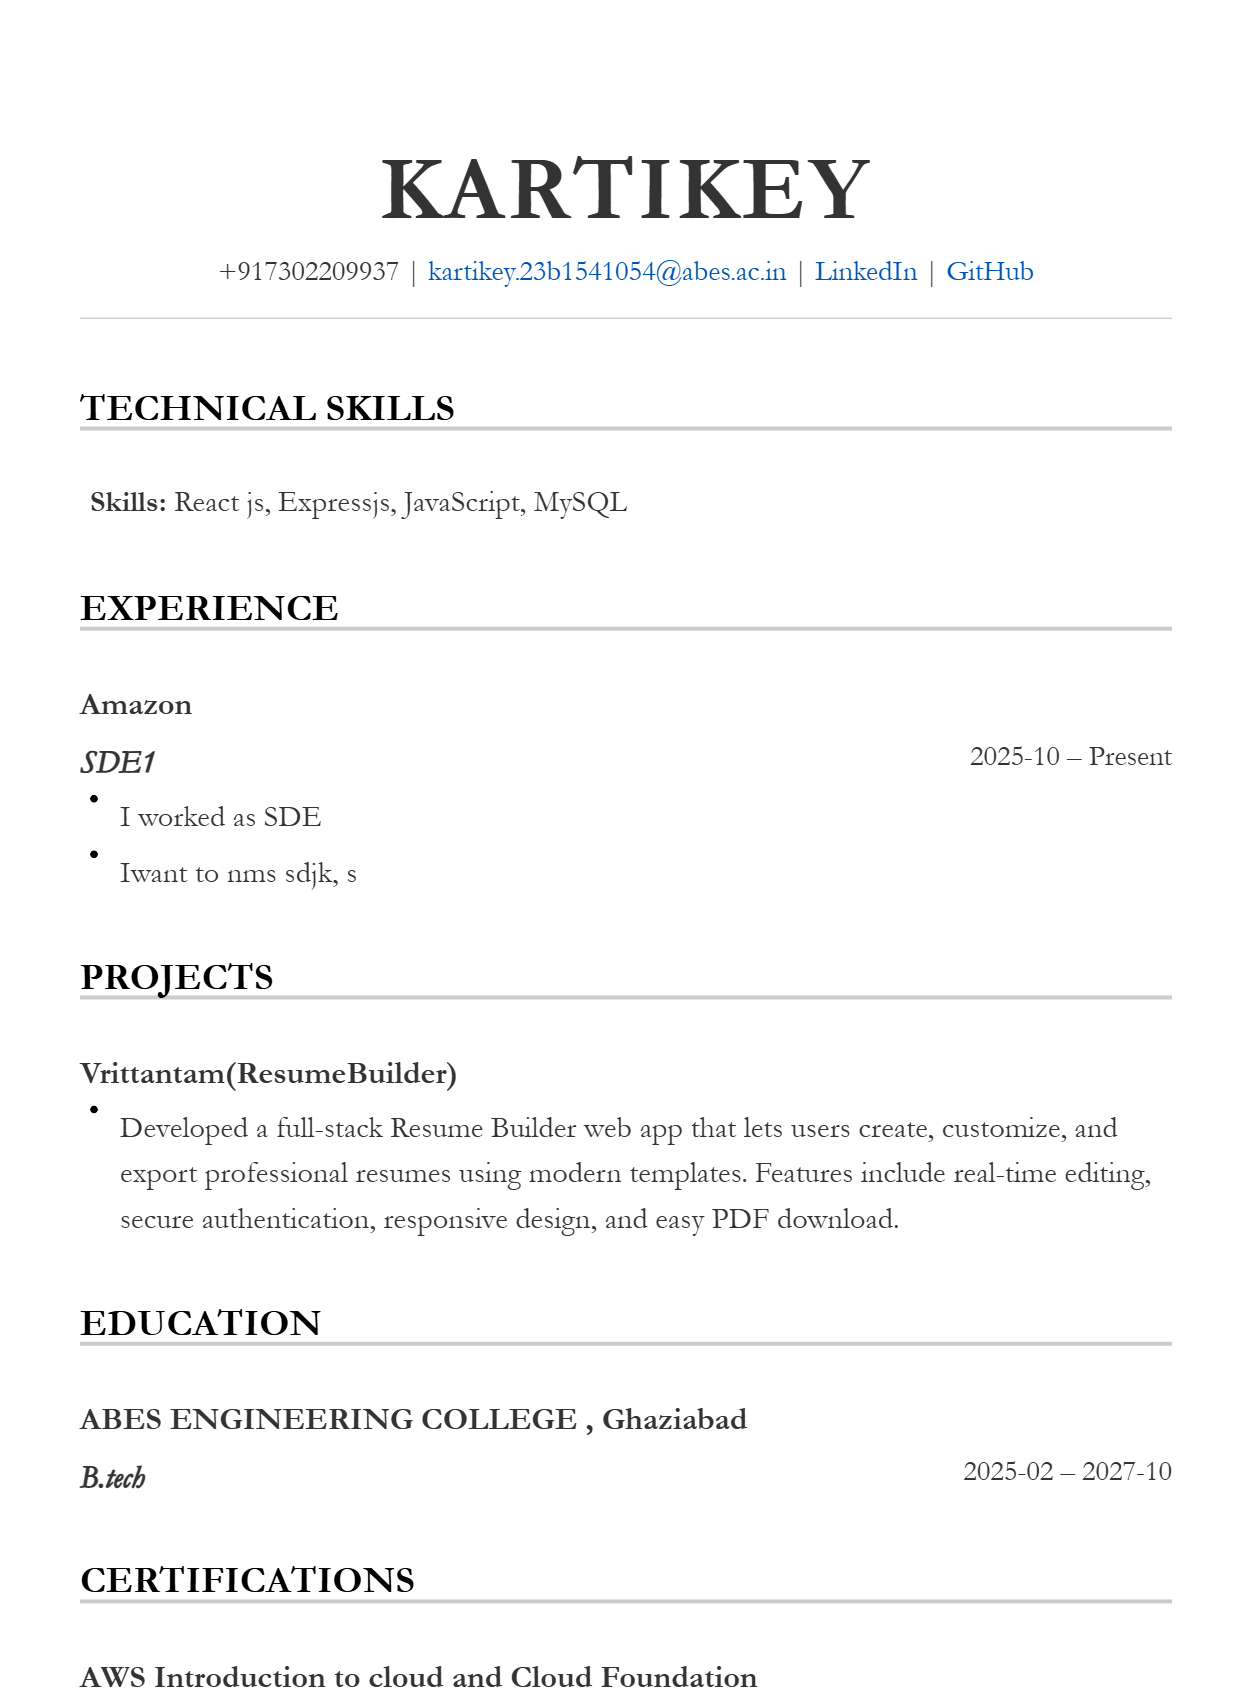 KARTIKEY
+917302209937 | kartikey.23b1541054@abes.ac.in | LinkedIn | GitHub
TECHNICAL SKILLS
Skills: React js, Expressjs, JavaScript, MySQL
EXPERIENCE
Amazon
SDE1 2025-10 – Present
• I worked as SDE
• Iwant to nms sdjk, s
PROJECTS
Vrittantam(ResumeBuilder)
• Developed a full-stack Resume Builder web app that lets users create, customize, and
export professional resumes using modern templates. Features include real-time editing,
secure authentication, responsive design, and easy PDF download.
EDUCATION
ABES ENGINEERING COLLEGE , Ghaziabad
B.tech 2025-02 – 2027-10
CERTIFICATIONS
AWS Introduction to cloud and Cloud Foundation